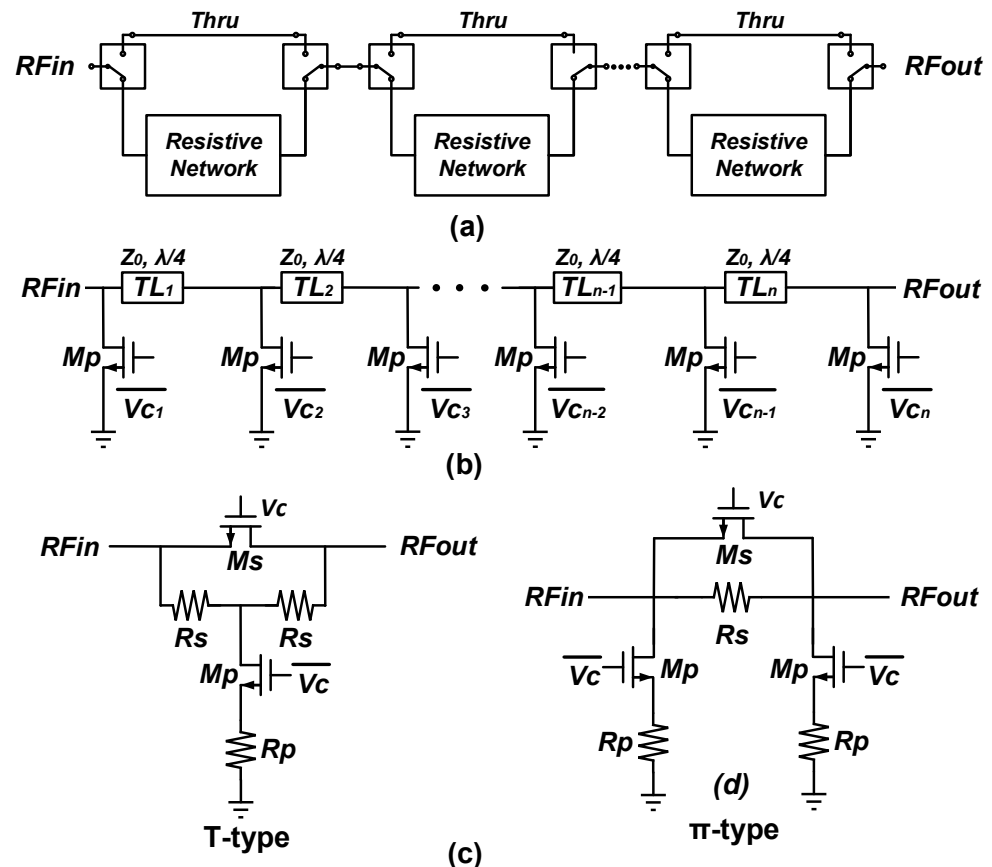 Thru Thru Thru
RFin RFout
Resistive Network Resistive Network Resistive Network
(a)
Z0, λ/4 Z0, λ/4 Z0, λ/4 Z0, λ/4
RFin TL1 TL2 TLn-1 TLn RFout
Mp Mp Mp Mp Mp Mp
Vc1 Vc2 Vc3 Vcn-2 Vcn-1 Vcn
(b)
Vc
RFin RFout
Ms
Rs Rs
Mp Vc
Rp
T-type
Vc
Ms
RFin RFout
Rs
Vc Mp Mp Vc
Rp Rp
(d)
π-type
(c)